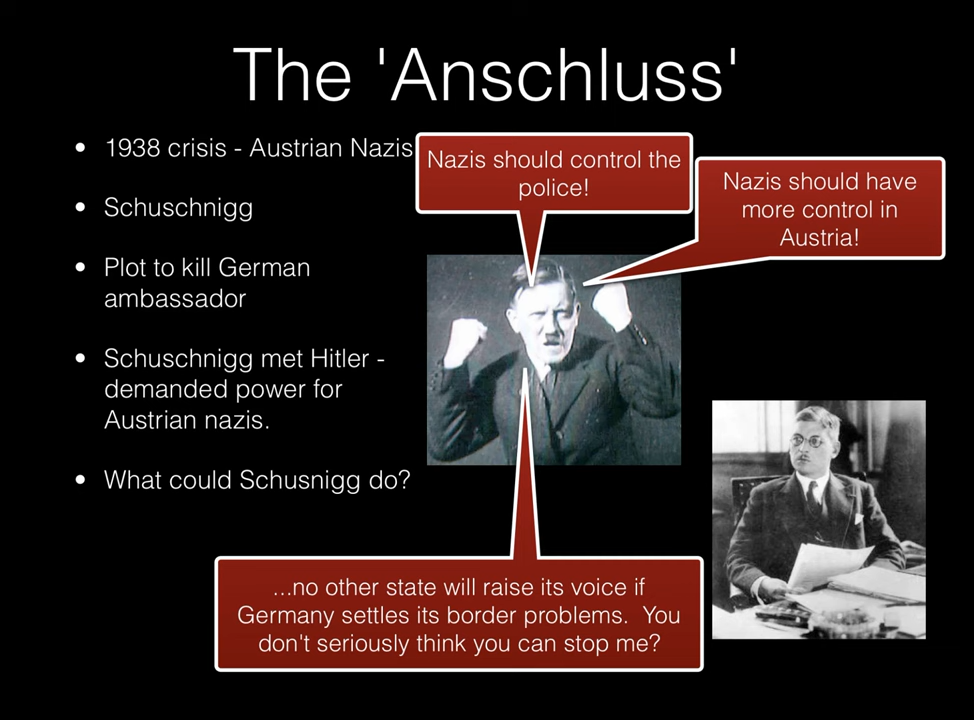 The 'Anschluss'
• 1938 crisis - Austrian Nazis
• Schuschnigg
• Plot to kill German
ambassador
• Schuschnigg met Hitler -
demanded power for
Austrian nazis.
• What could Schusnigg do?
Nazis should control the
police!
Nazis should have
more control in
Austria!
...no other state will raise its voice if
Germany settles its border problems. You
don't seriously think you can stop me?